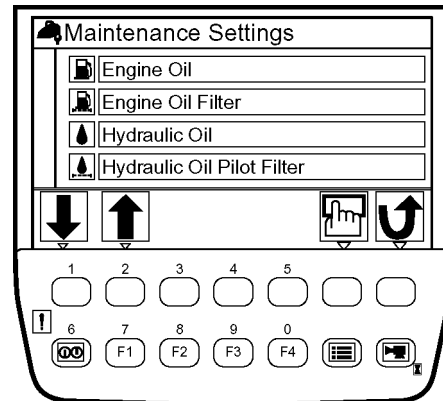 Maintenance Settings
Engine Oil
Engine Oil Filter
Hydraulic Oil
Hydraulic Oil Pilot Filter
1 2 3 4 5
!
6 7 8 9 0
F1 F2 F3 F4